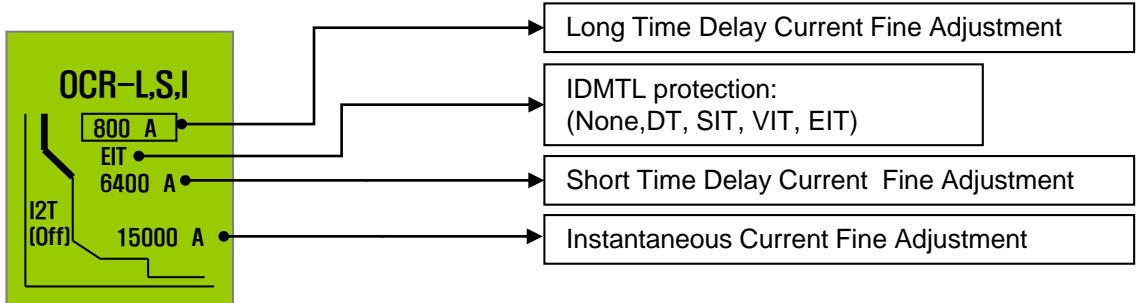 OCR-L,S,I
800 A
EIT
6400 A
I2T
(Off)
15000 A
Long Time Delay Current Fine Adjustment
IDMTL protection:
(None,DT, SIT, VIT, EIT)
Short Time Delay Current Fine Adjustment
Instantaneous Current Fine Adjustment